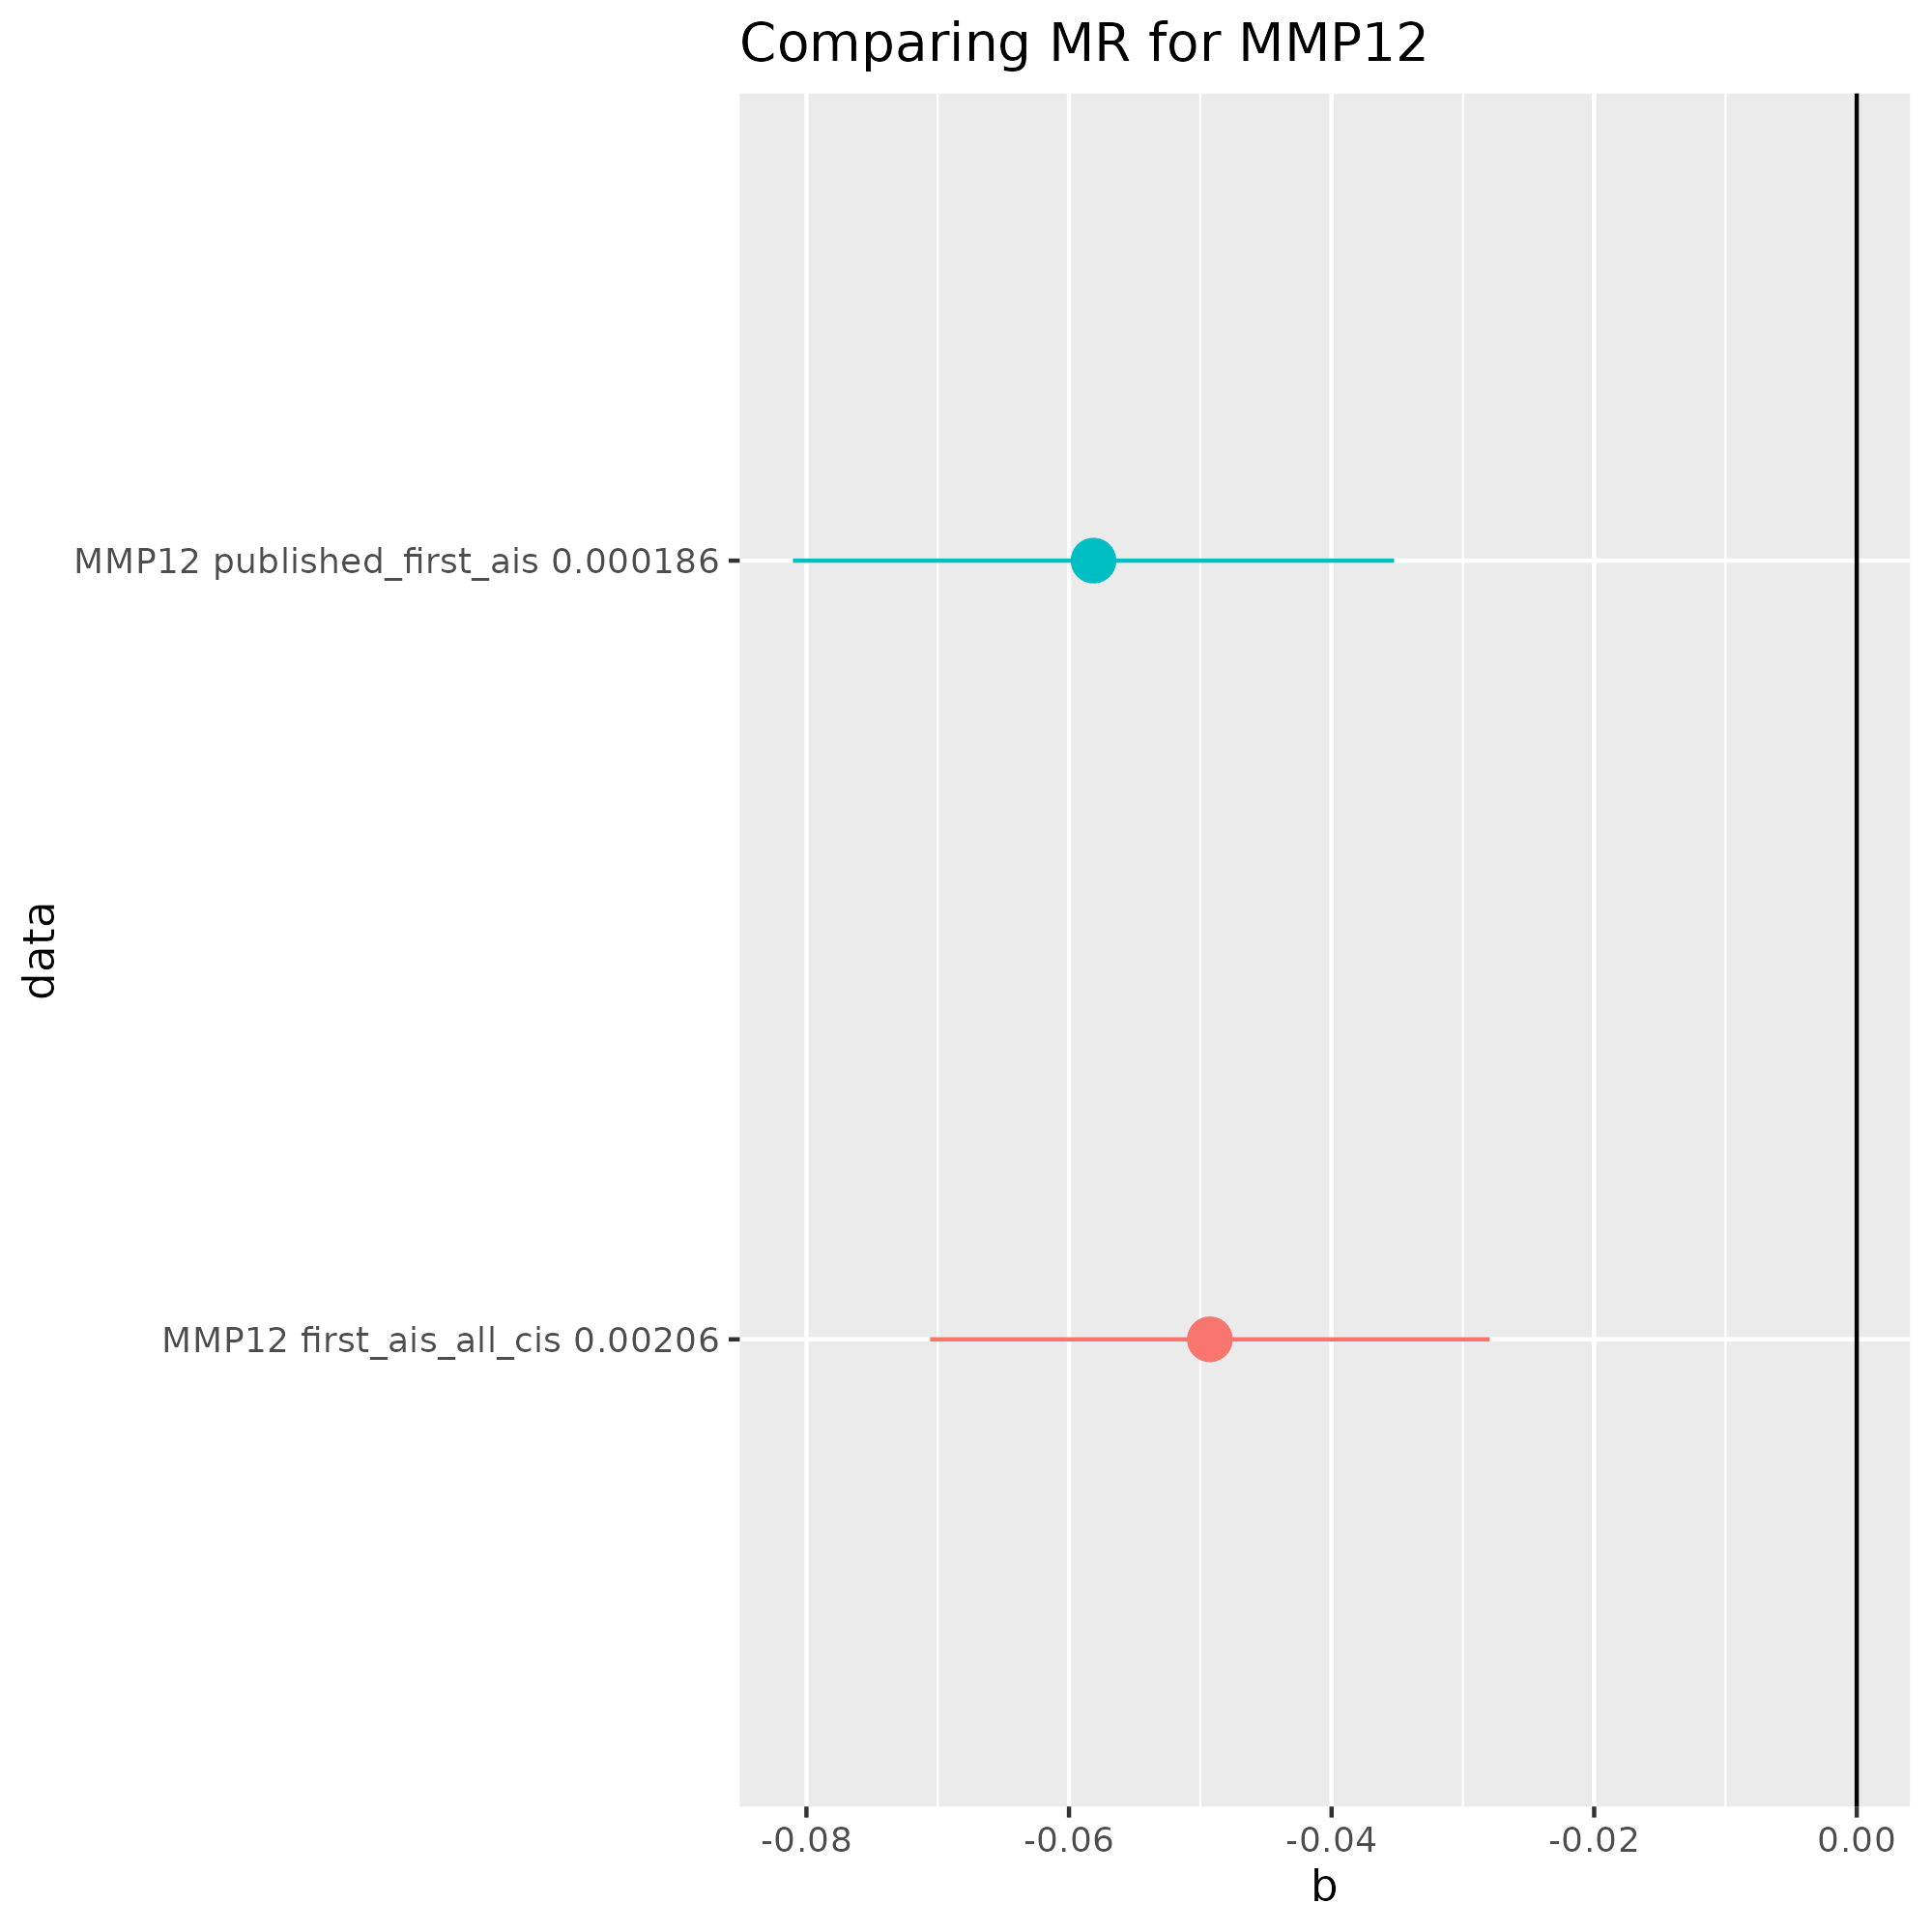 Comparing MR for MMP12
MMP12 published_first_ais 0.000186
data
MMP12 first_ais_all_cis 0.00206
-0.08 -0.06 -0.04 -0.02 0.00
b